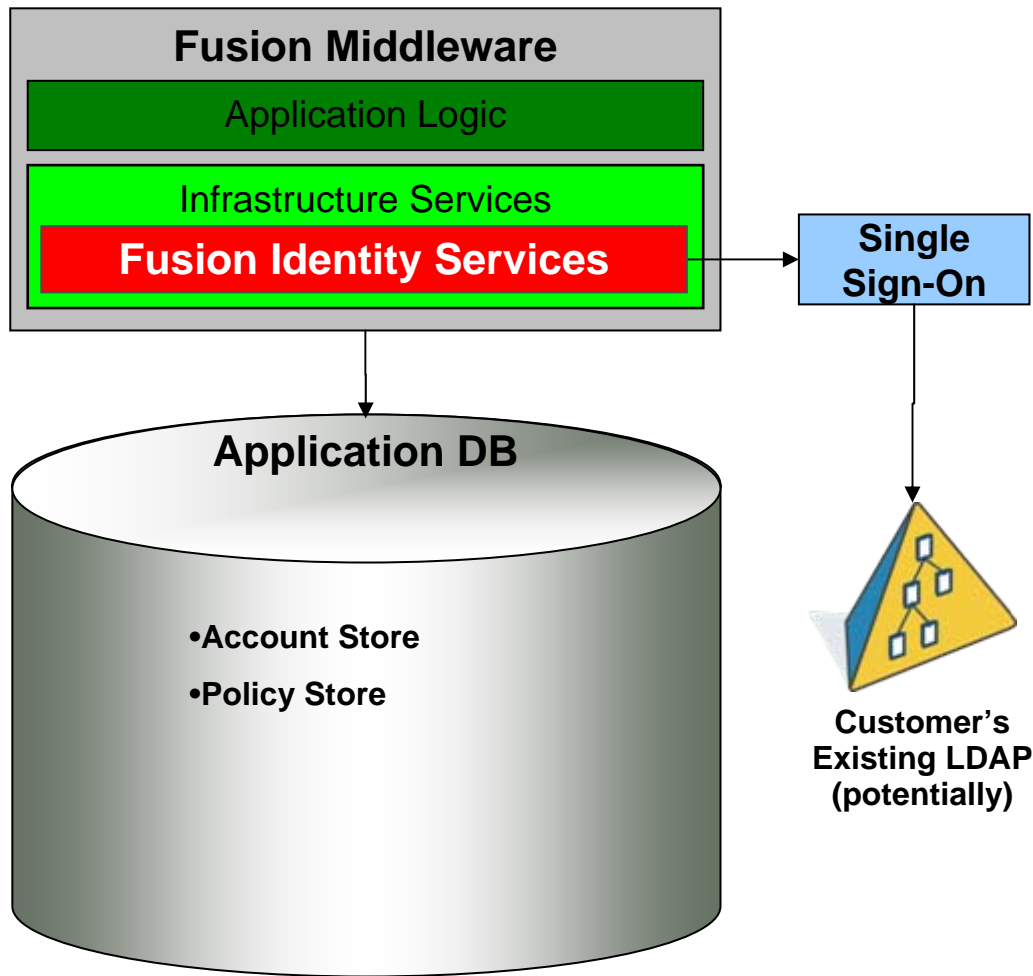 Fusion Middleware
Application Logic
Infrastructure Services
Fusion Identity Services
Single
Sign-On
Application DB
•Account Store
•Policy Store
Customer’s
Existing LDAP
(potentially)